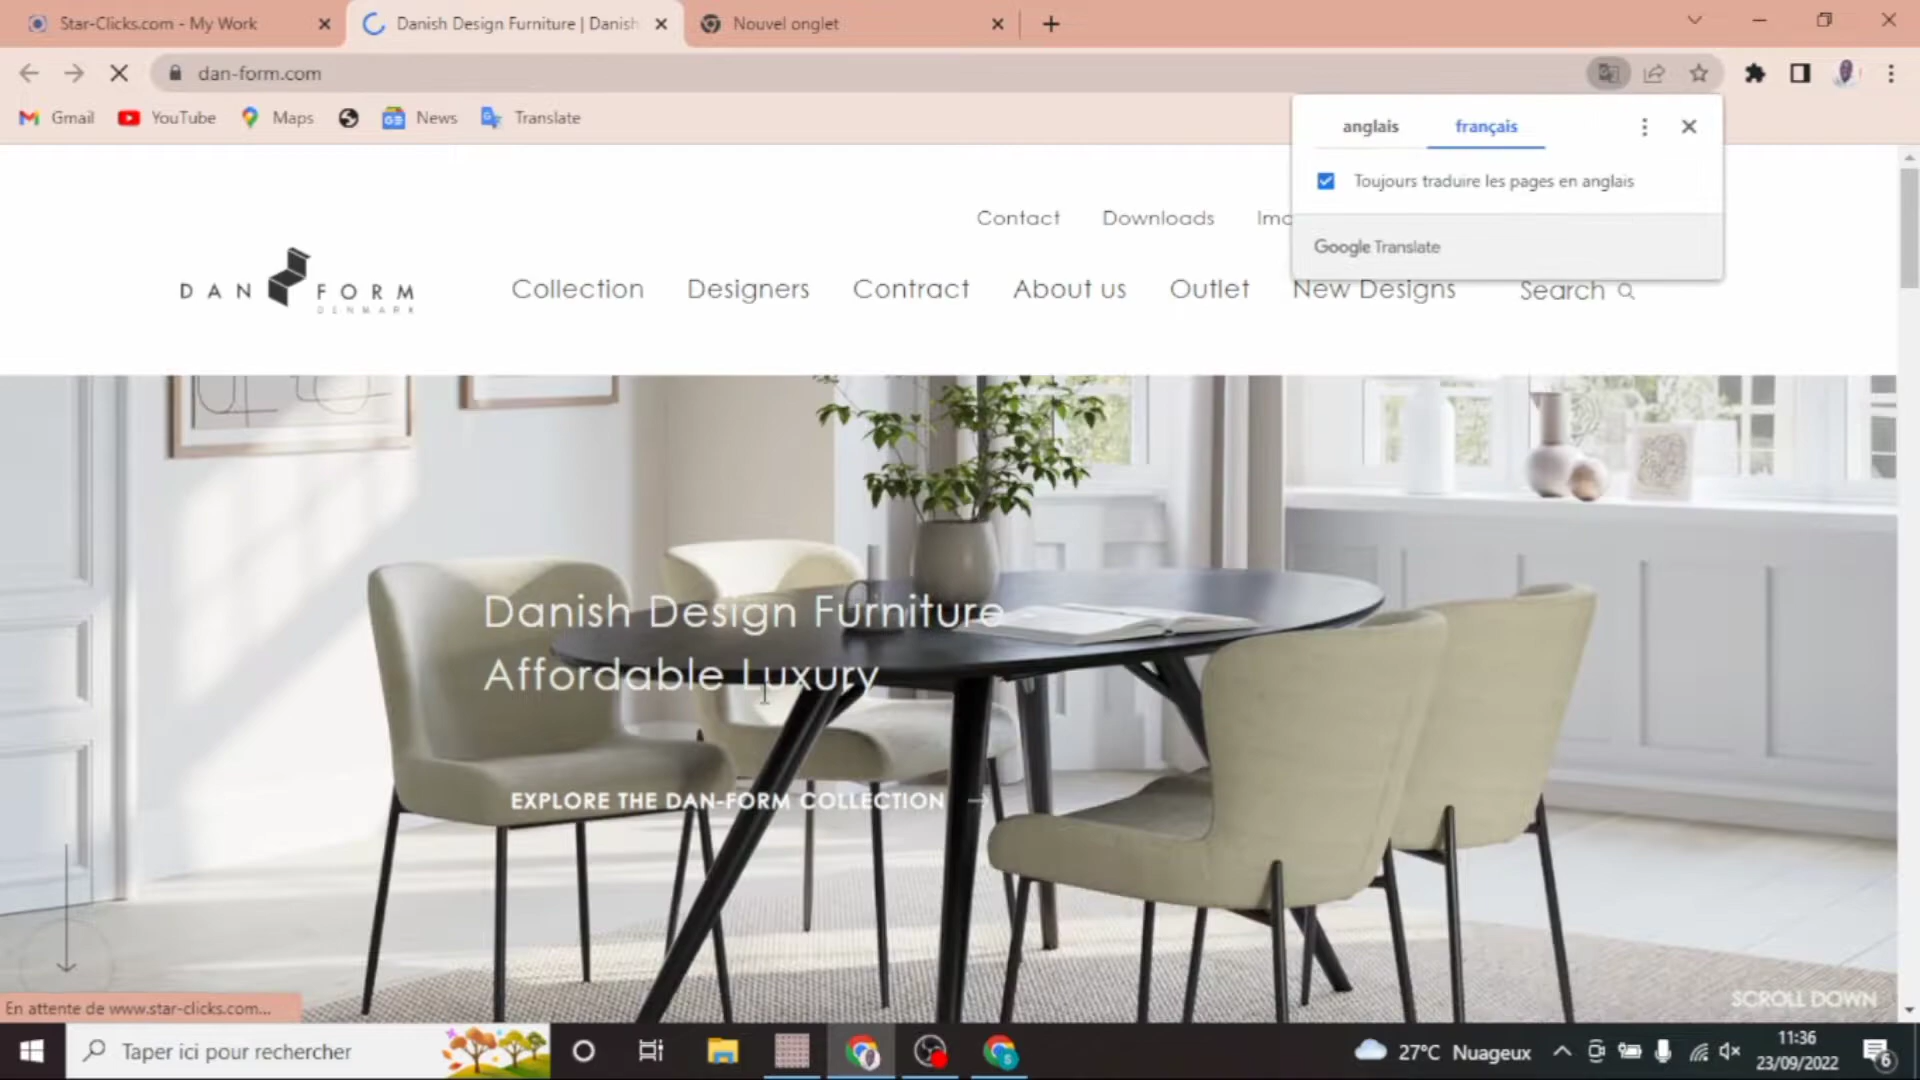 Star-Clicks.com - My Work
Danish Design Furniture | Danish
Nouvel onglet
dan-form.com
Gmail
YouTube
Maps
News
Translate
anglais
français
Toujours traduire les pages en anglais
Google Translate
Contact
Downloads
DAN FORM
DENMARK
Collection
Designers
Contract
About us
Outlet
New Designs
Search
Danish Design Furniture
Affordable Luxury
EXPLORE THE DAN-FORM COLLECTION
SCROLL DOWN
En attente de www.star-clicks.com...
Taper ici pour rechercher
27°C Nuageux
11:36
23/09/2022
6